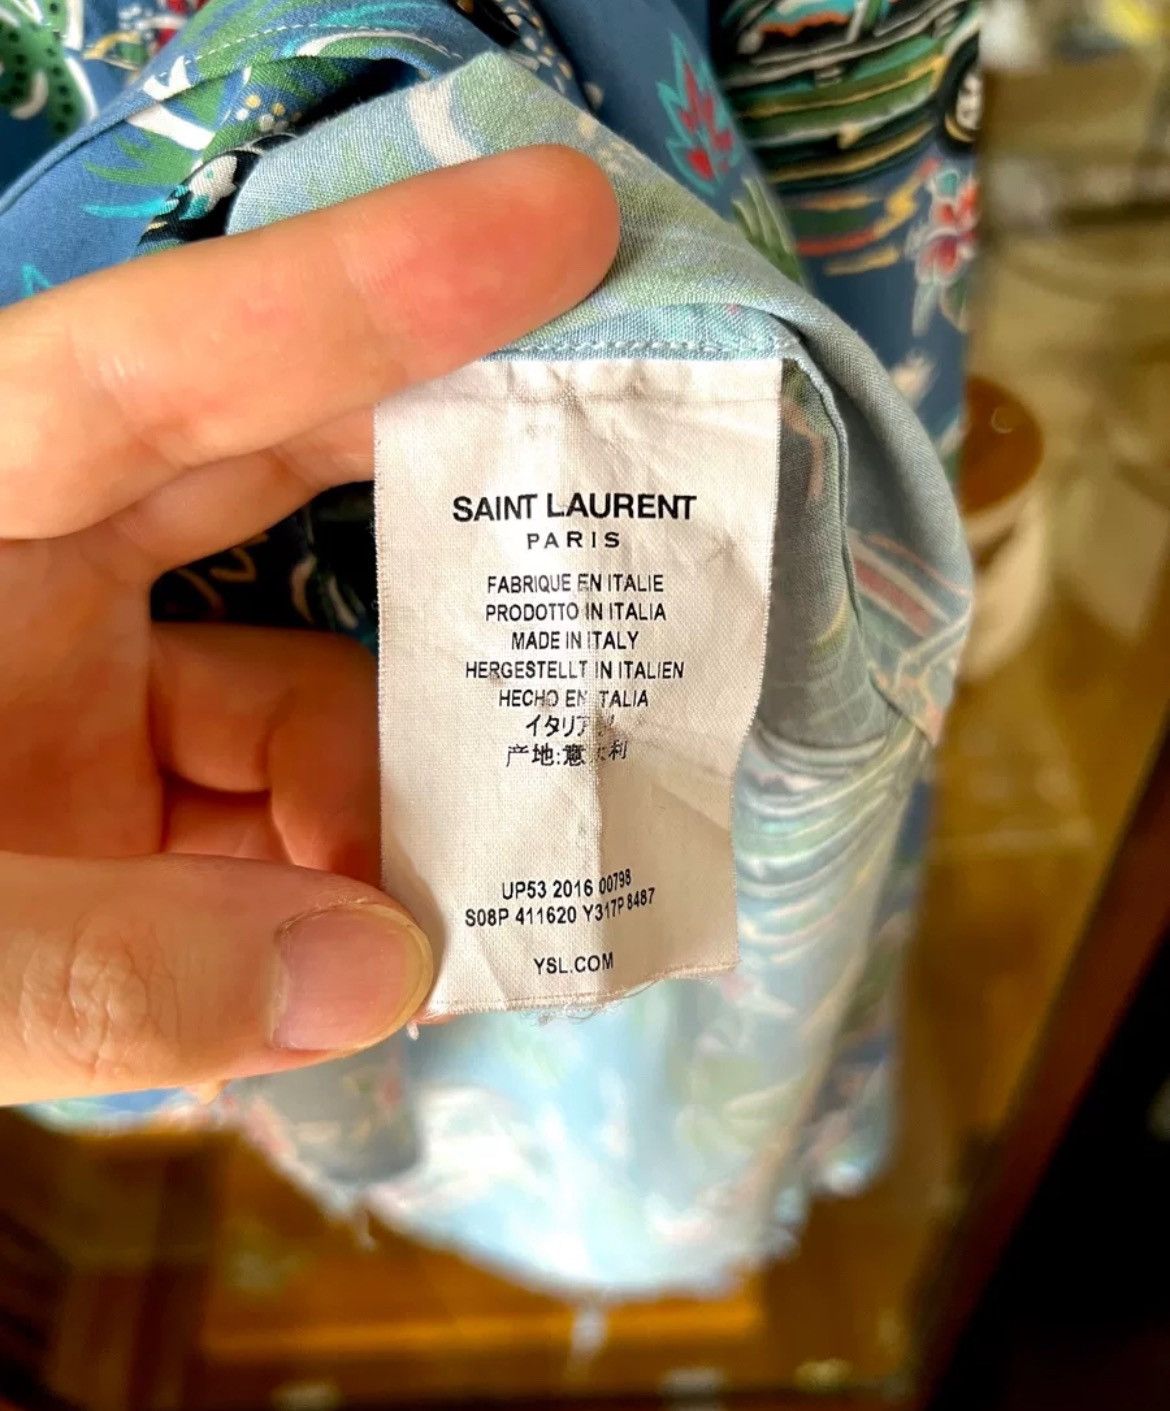 SAINT LAURENT
PARIS
FABRIQUE EN ITALIE
PRODOTTO IN ITALIA
MADE IN ITALY
HERGESTELLT IN ITALIEN
HECHO EN ITALIA
イタリア
产地:意大利
UP53 2016 00798
S08P 411620 Y317P 8487
YSL.COM